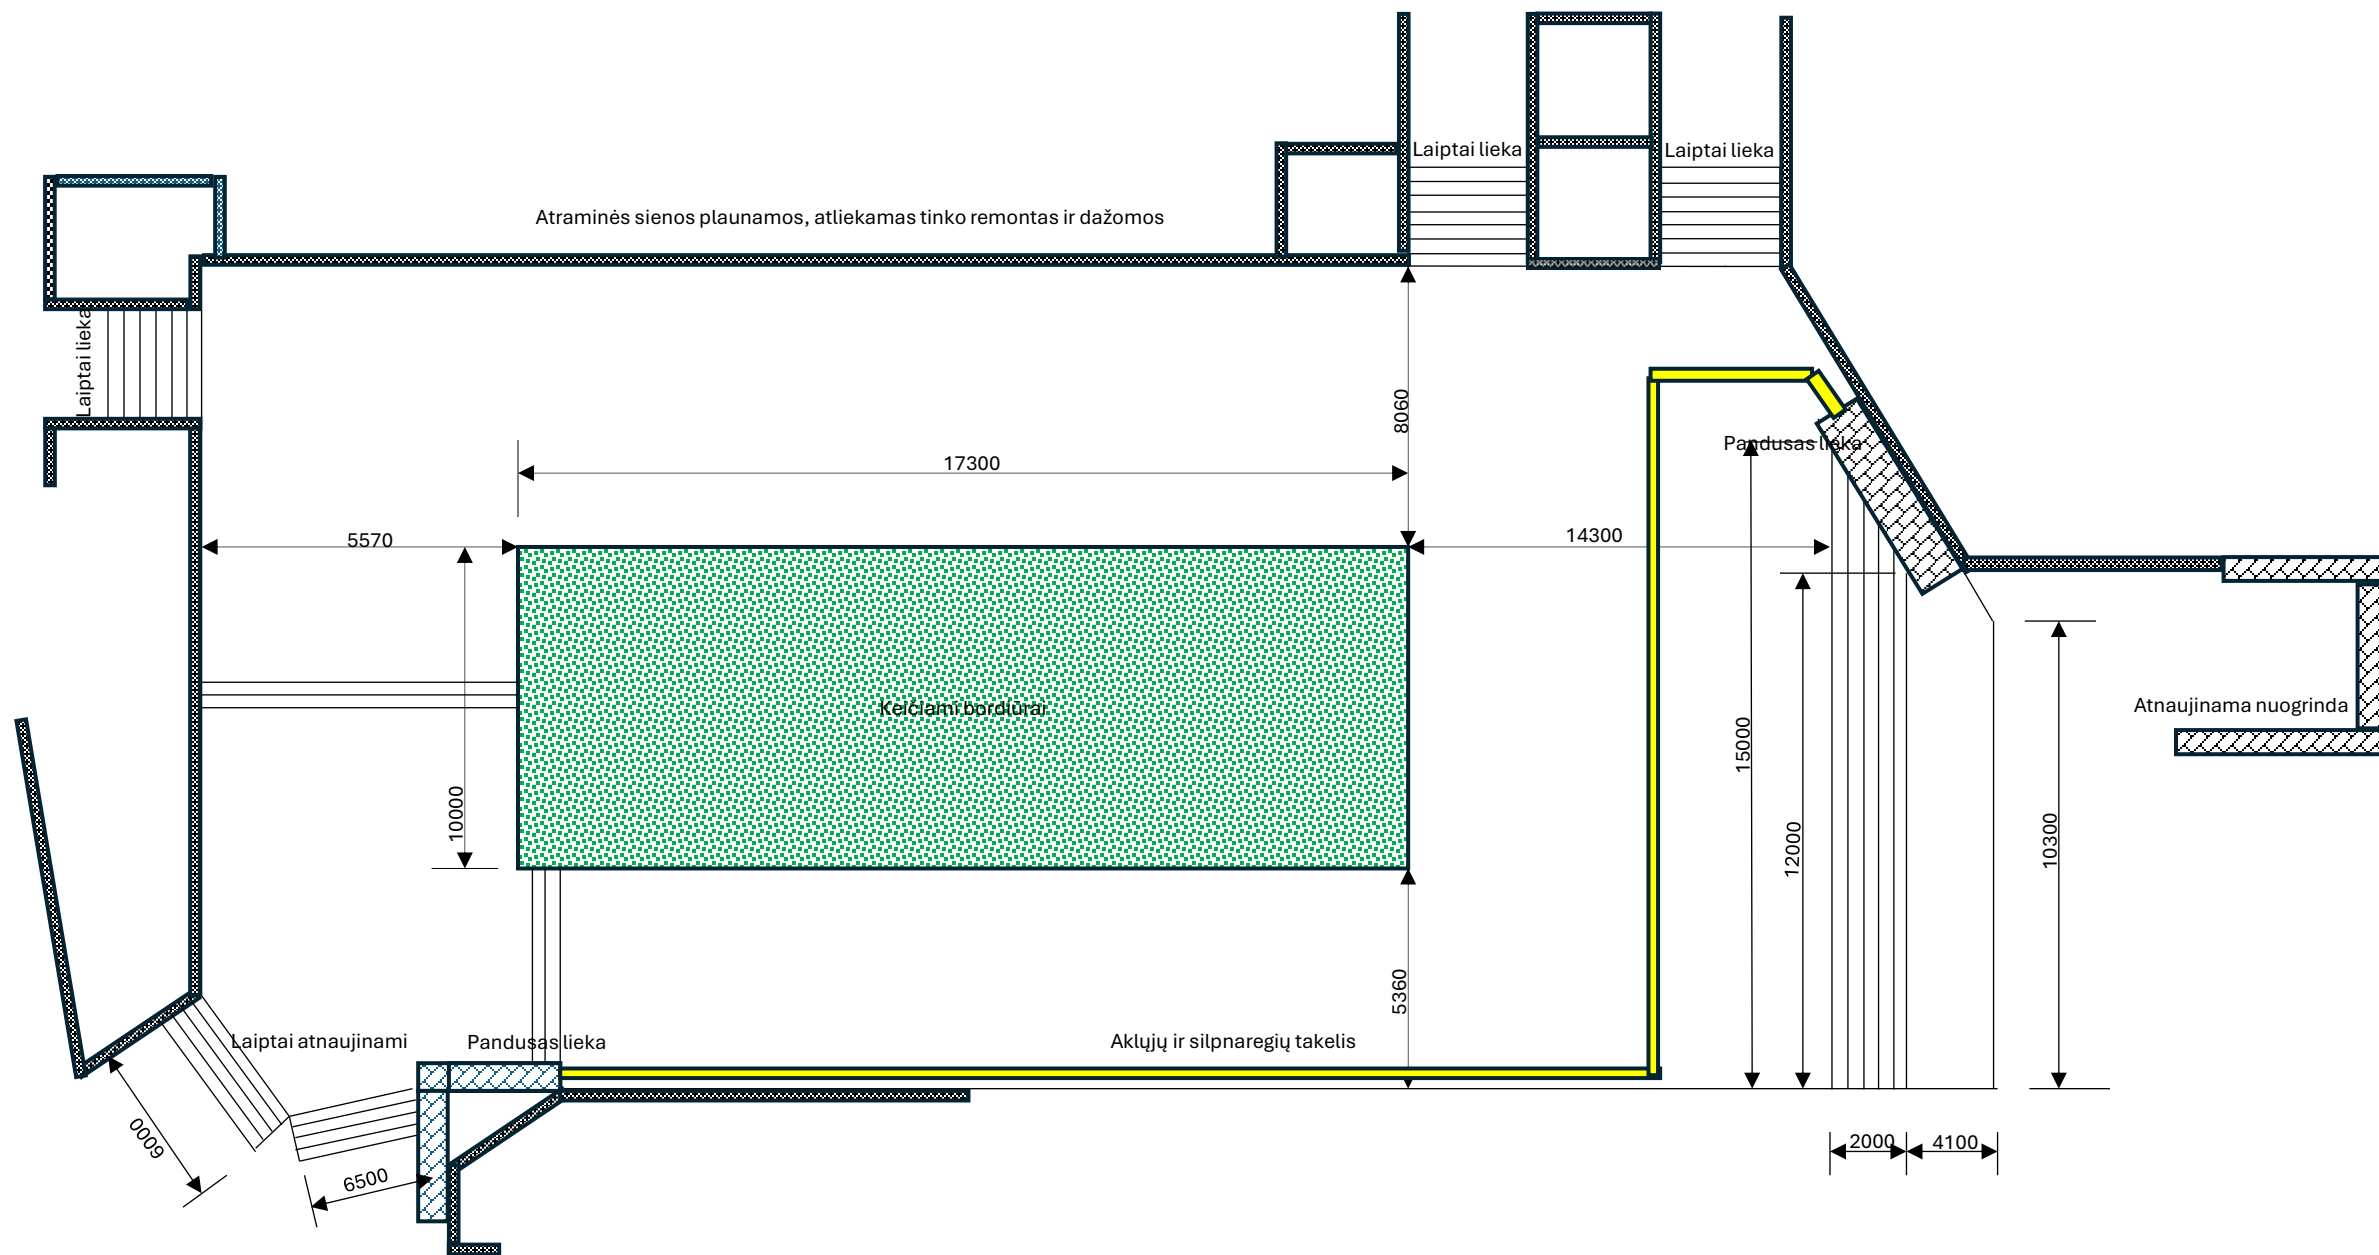 Laiptai lieka
Laiptai lieka
Atraminės sienos plaunamos, atliekamas tinko remontas ir dažomos
Laiptai lieka
8060
Pandusas lieka
17300
5570
14300
Keičiami bordiūrai
Atnaujinama nuogrinda
15000
10000
12000
10300
5360
Laiptai atnaujinami
Pandusas lieka
Aklųjų ir silpnaregių takelis
6000
6500
2000
4100